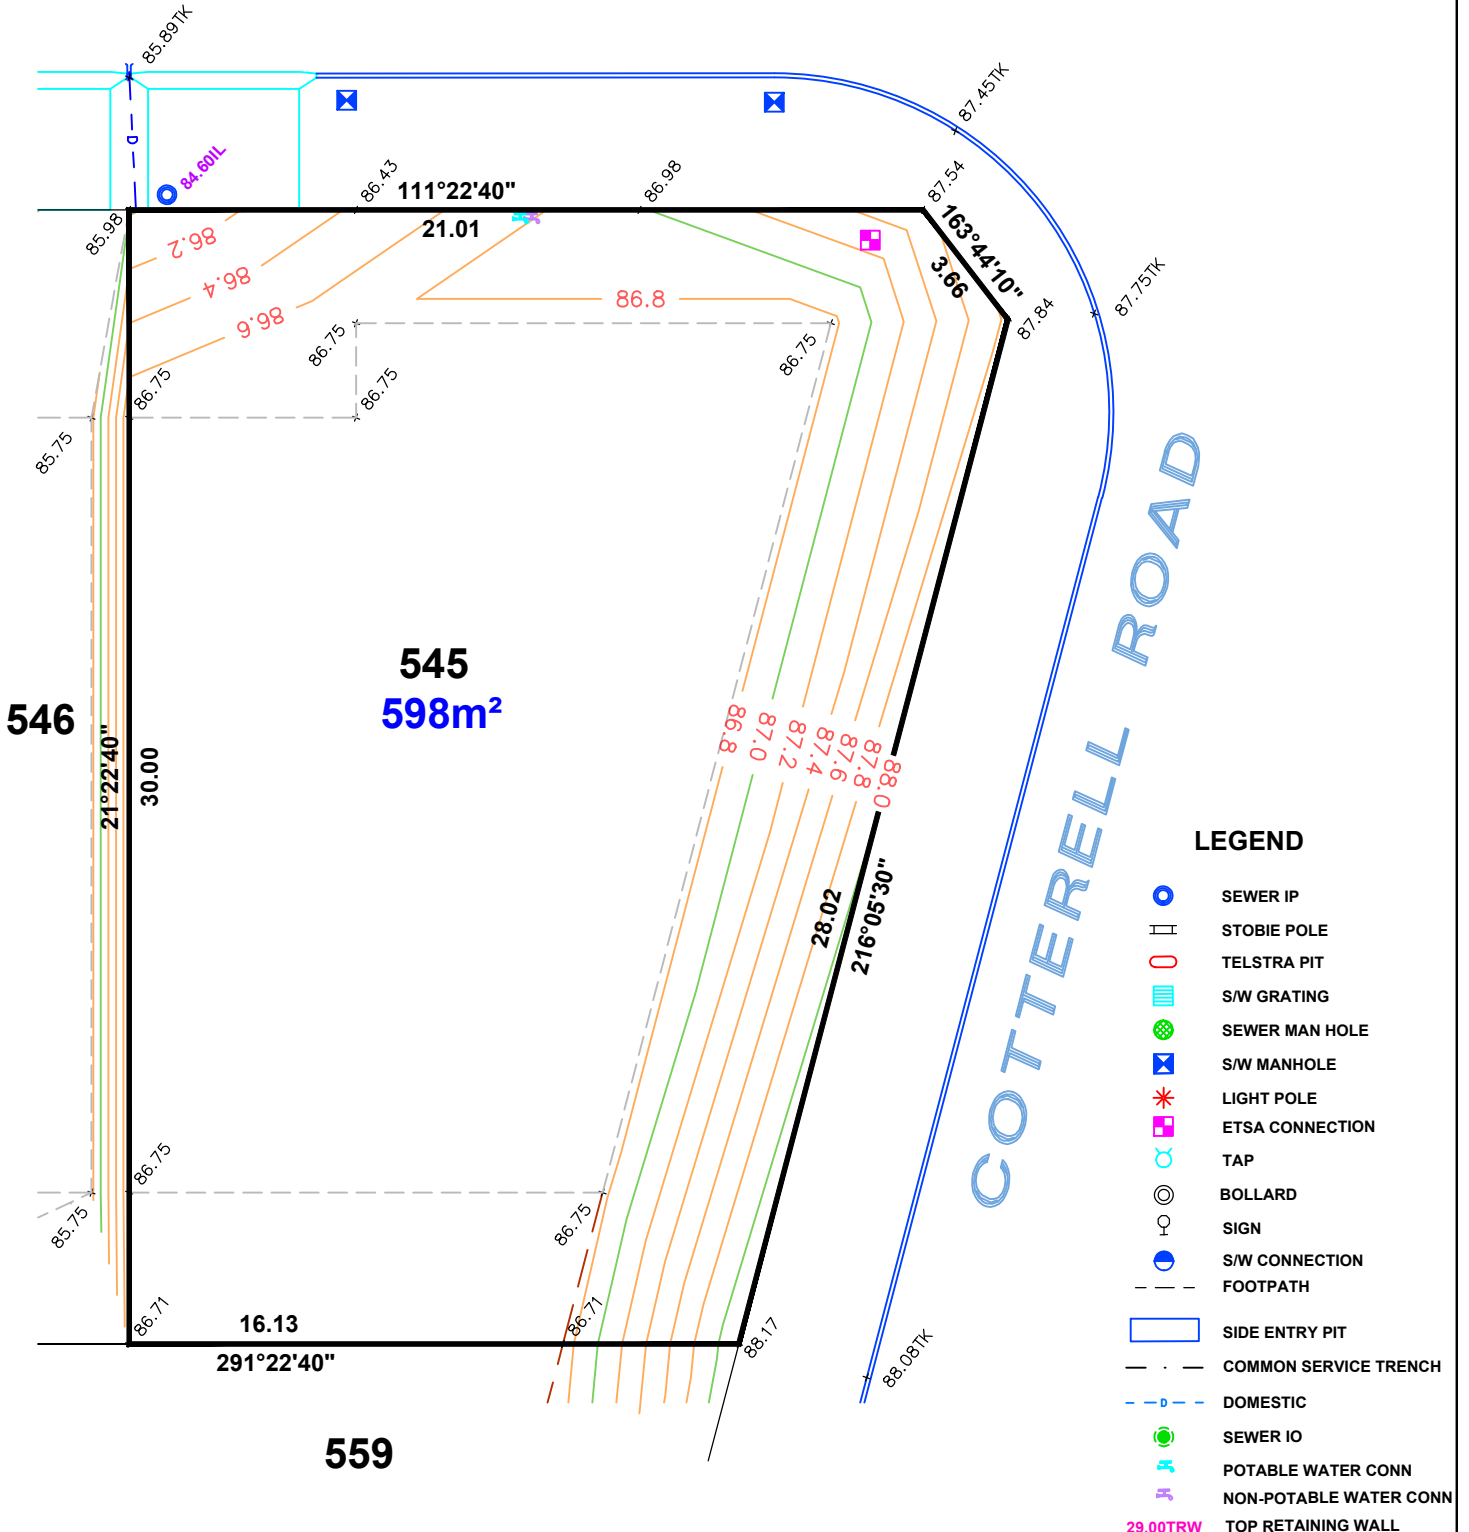 85.89TK
87.45TK
84.60IL
86.43
111°22'40"
86.98
87.54
85.98
21.01
163°44'10"
3.66
87.75TK
86.2
86.4
86.6
86.8
86.75
86.75
87.84
86.75
86.75
85.75
COTTERELL ROAD
545
598m²
546
21°22'40"
30.00
86.8
87.0
87.2
87.4
87.6
87.8
88.0
28.02
216°05'30"
86.75
85.75
86.75
86.71
16.13
86.71
88.17
88.08TK
291°22'40"
559
LEGEND
SEWER IP
STOBIE POLE
TELSTRA PIT
S/W GRATING
SEWER MAN HOLE
S/W MANHOLE
LIGHT POLE
ETSA CONNECTION
TAP
BOLLARD
SIGN
S/W CONNECTION
FOOTPATH
SIDE ENTRY PIT
COMMON SERVICE TRENCH
D DOMESTIC
SEWER IO
POTABLE WATER CONN
NON-POTABLE WATER CONN
29.00TRW TOP RETAINING WALL
D